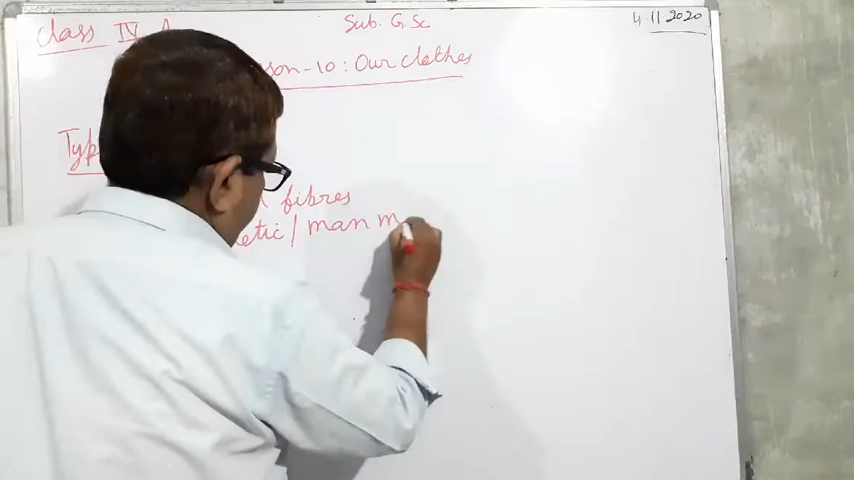 Class IV A Sub. G.Sc 4 11 2020
son-10: Our clothes
Typ
fibres
etic/man m